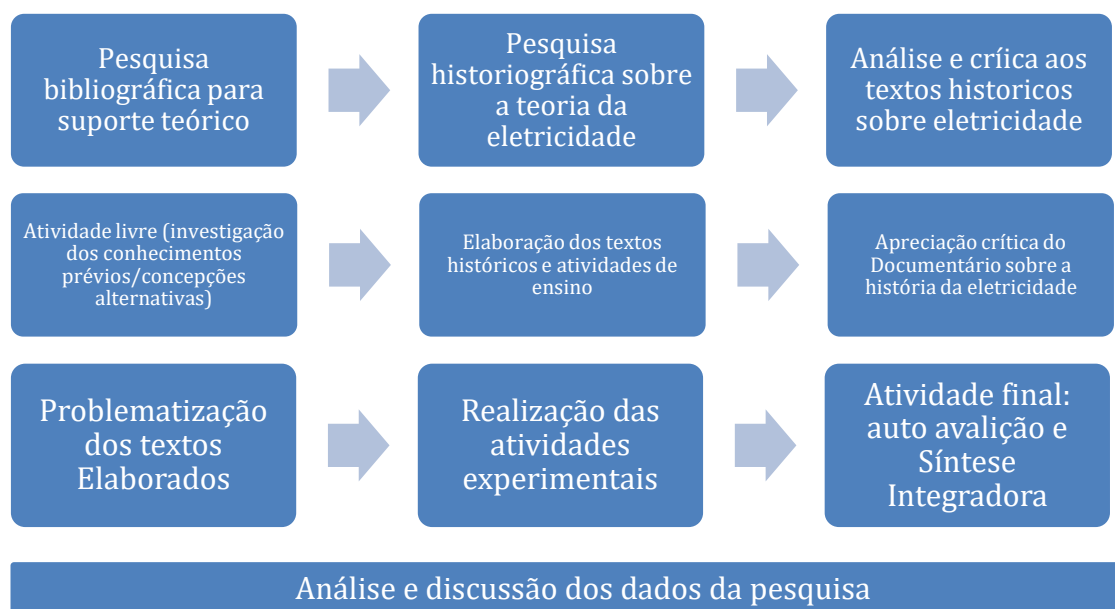 Pesquisa
bibliográfica para
suporte teórico
Pesquisa
historiográfica sobre
a teoria da
eletricidade
Análise e críica aos
textos historicos
sobre eletricidade
Atividade livre (investigação
dos conhecimentos
prévios/concepções
alternativas)
Elaboração dos textos
históricos e atividades de
ensino
Apreciação crítica do
Documentário sobre a
história da eletricidade
Problematização
dos textos
Elaborados
Realização das
atividades
experimentais
Atividade final:
auto avalição e
Síntese
Integradora
Análise e discussão dos dados da pesquisa